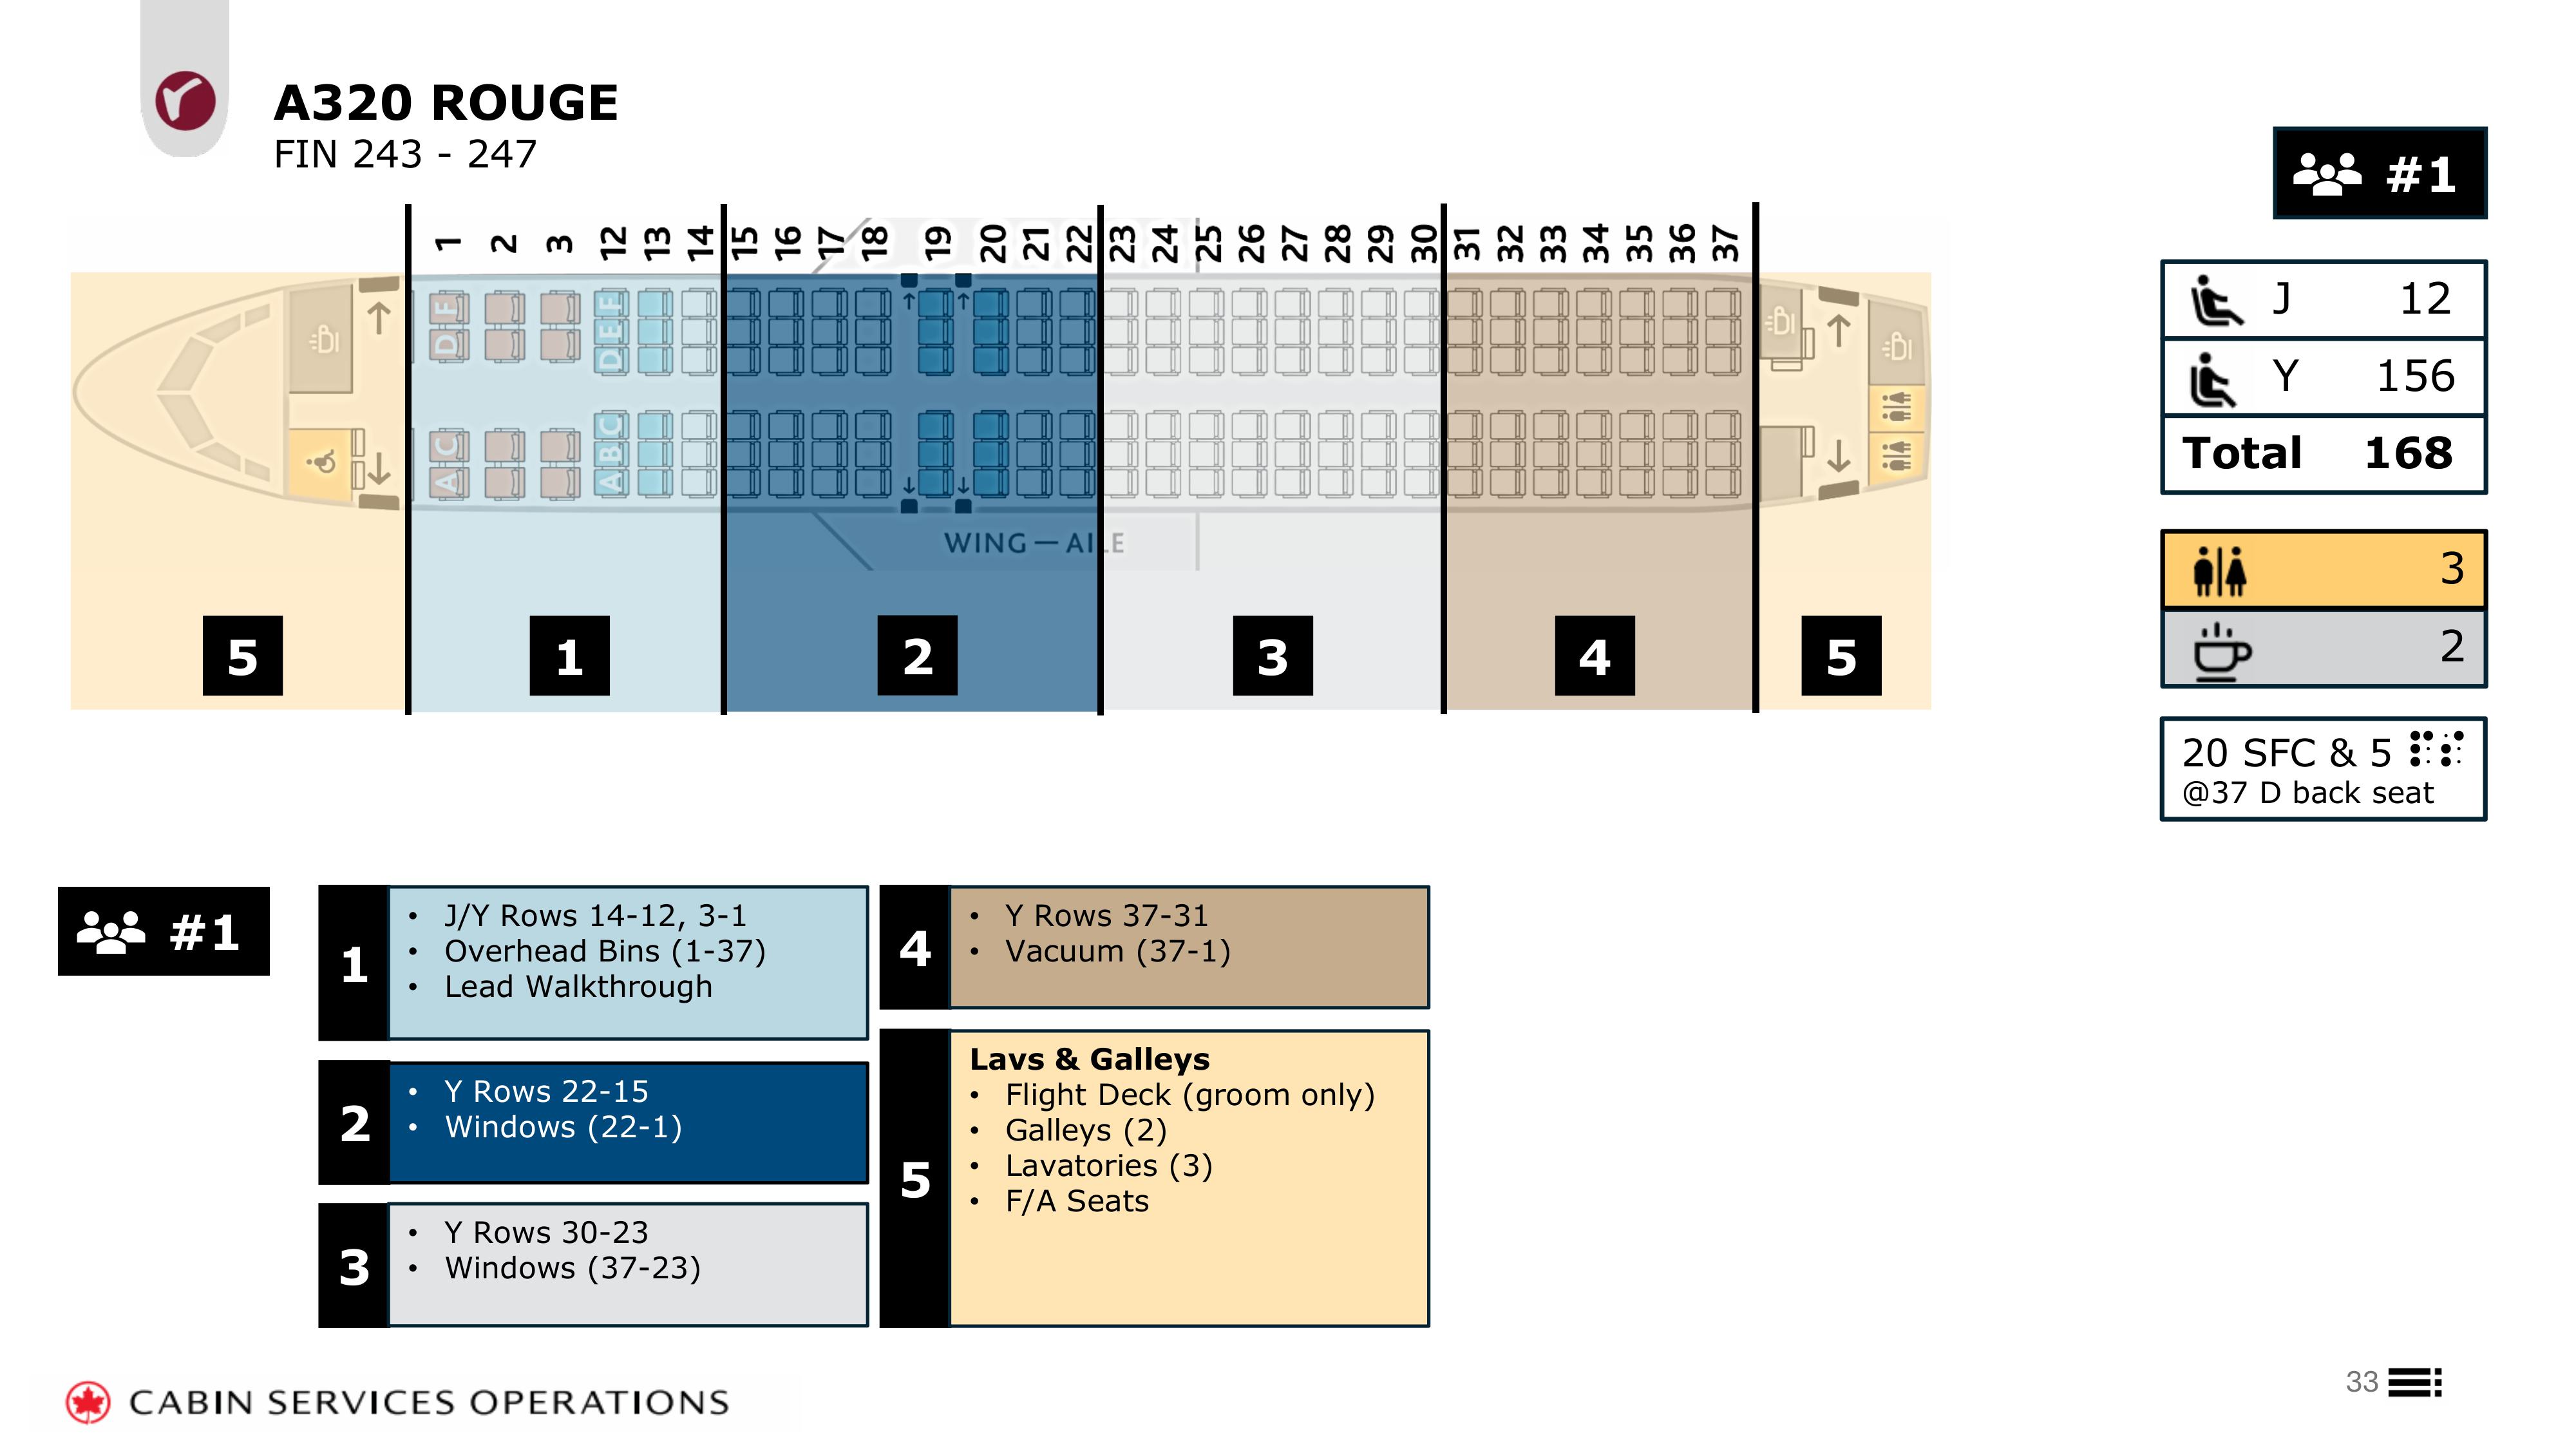 A320 ROUGE
FIN 243 - 247
#1
1 2 3 12 13 14 15 16 17 18 19 20 21 22 23 24 25 26 27 28 29 30 31 32 33 34 35 36 37
D F
D E F
A C
A B C
WING — AILE
5 1 2 3 4 5
J 12
Y 156
Total 168
3
2
20 SFC & 5
@37 D back seat
#1
1
• J/Y Rows 14-12, 3-1
• Overhead Bins (1-37)
• Lead Walkthrough
2
• Y Rows 22-15
• Windows (22-1)
3
• Y Rows 30-23
• Windows (37-23)
4
• Y Rows 37-31
• Vacuum (37-1)
5
Lavs & Galleys
• Flight Deck (groom only)
• Galleys (2)
• Lavatories (3)
• F/A Seats
CABIN SERVICES OPERATIONS
33